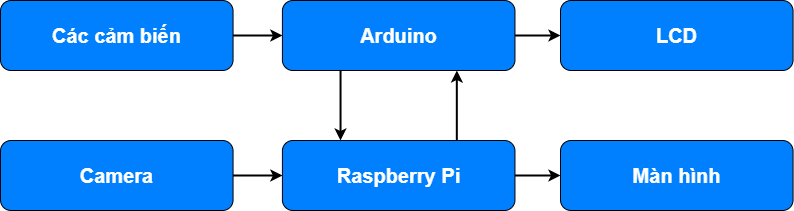 Các cảm biến
Arduino
LCD
Camera
Raspberry Pi
Màn hình